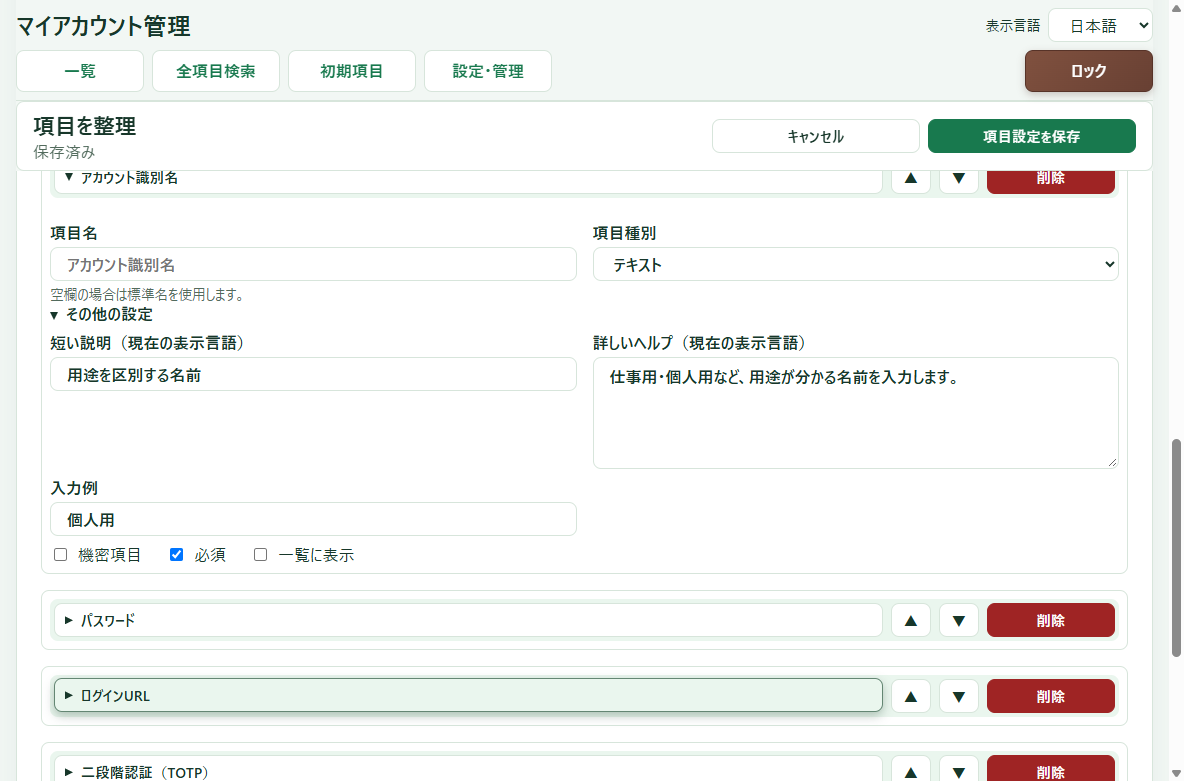 マイアカウント管理
表示言語 日本語
一覧 全項目検索 初期項目 設定・管理 ロック
項目を整理
保存済み
キャンセル 項目設定を保存
▼ アカウント識別名 ▲ ▼ 削除
項目名 項目種別
アカウント識別名 テキスト
空欄の場合は標準名を使用します。
▼ その他の設定
短い説明（現在の表示言語） 詳しいヘルプ（現在の表示言語）
用途を区別する名前 仕事用・個人用など、用途が分かる名前を入力します。
入力例
個人用
機密項目 必須 一覧に表示
▶ パスワード ▲ ▼ 削除
▶ ログインURL ▲ ▼ 削除
▶ 二段階認証（TOTP） ▲ ▼ 削除